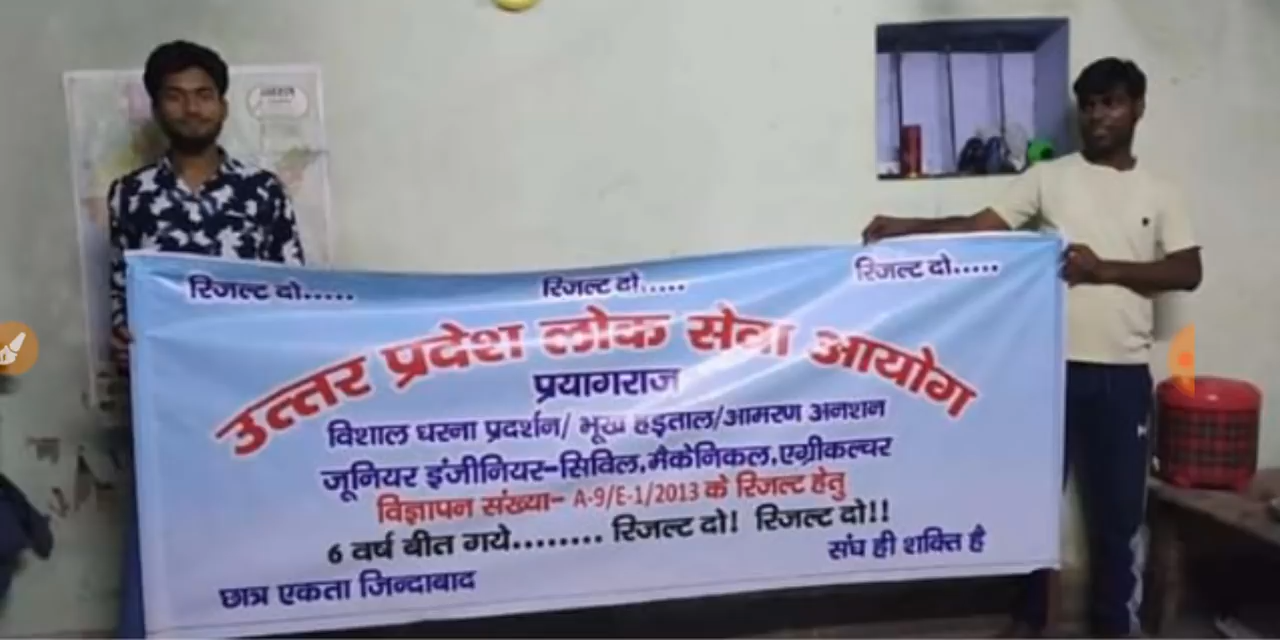 रिजल्ट दो..... रिजल्ट दो..... रिजल्ट दो.....
उत्तर प्रदेश लोक सेवा आयोग
प्रयागराज
विशाल धरना प्रदर्शन/ भूख हड़ताल/आमरण अनशन
जूनियर इंजीनियर-सिविल,मैकेनिकल,एग्रीकल्चर
विज्ञापन संख्या- A-9/E-1/2013 के रिजल्ट हेतु
6 वर्ष बीत गये........ रिजल्ट दो! रिजल्ट दो!!
संघ ही शक्ति है
छात्र एकता जिन्दाबाद